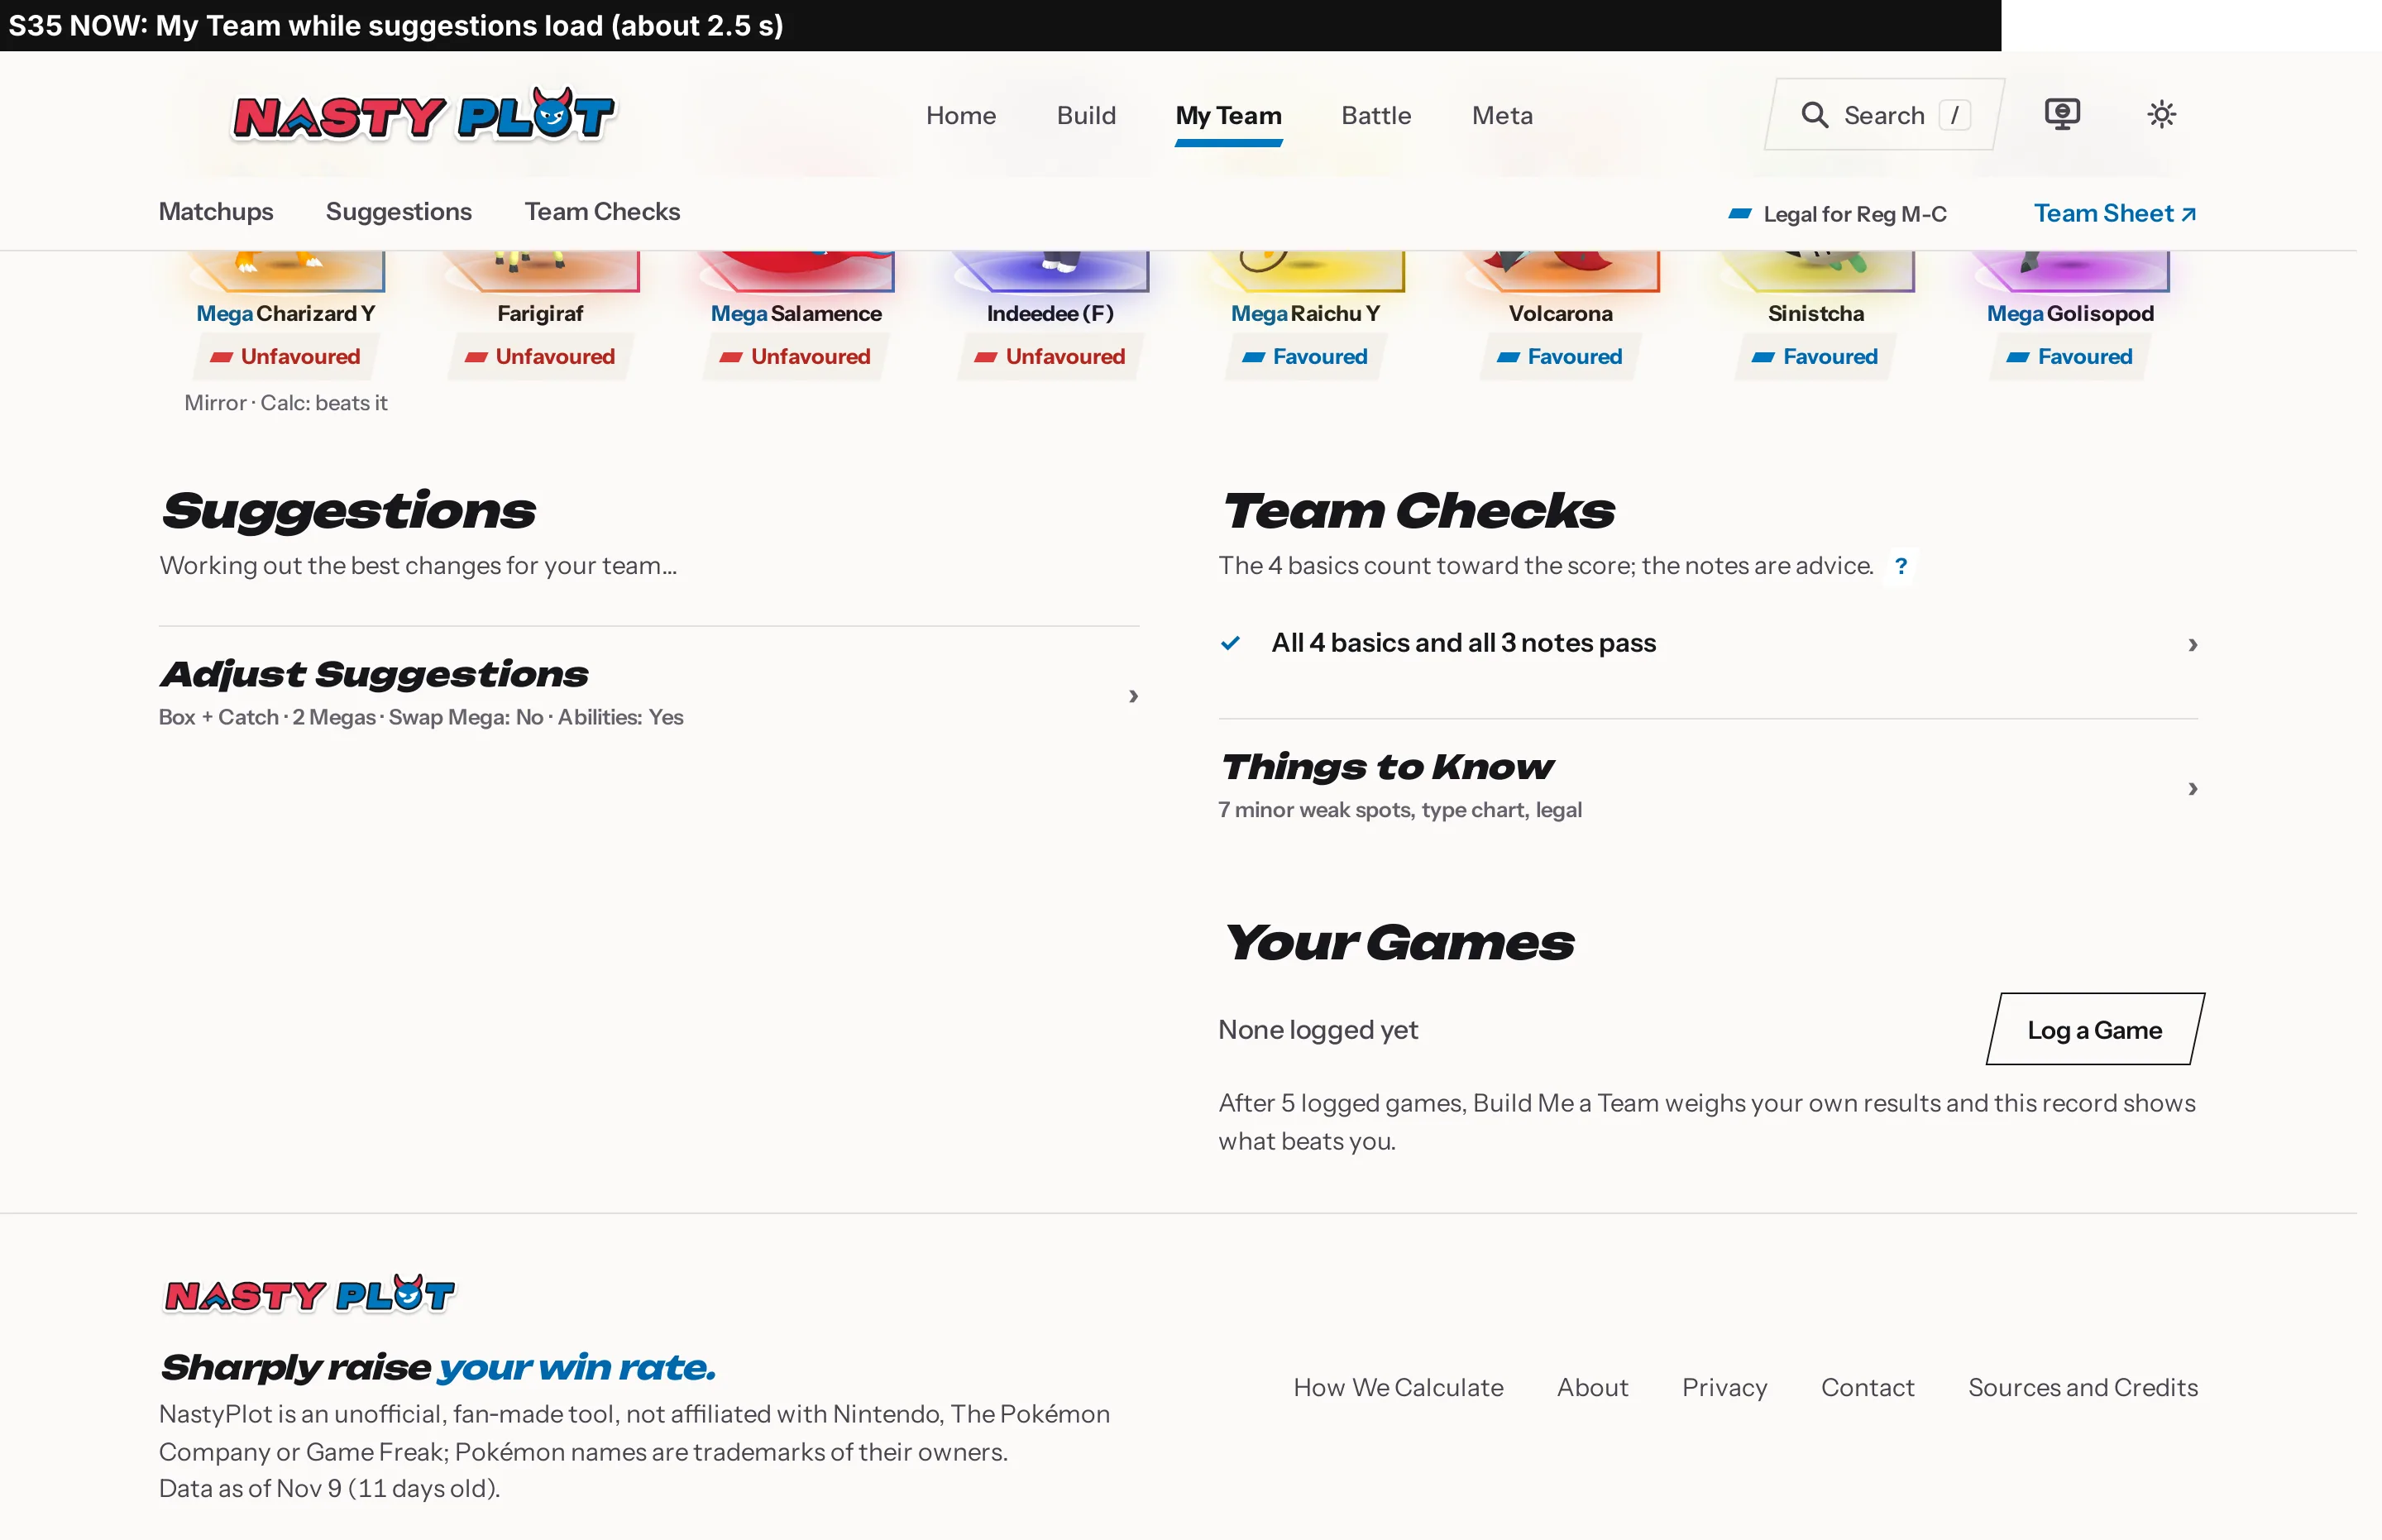 S35 NOW: My Team while suggestions load (about 2.5 s)
NASTY PLOT
Home Build My Team Battle Meta
Search /
Matchups Suggestions Team Checks
Legal for Reg M-C
Team Sheet ↗
Mega Charizard Y Farigiraf Mega Salamence Indeedee (F) Mega Raichu Y Volcarona Sinistcha Mega Golisopod
Unfavoured Unfavoured Unfavoured Unfavoured Favoured Favoured Favoured Favoured
Mirror · Calc: beats it
Suggestions
Working out the best changes for your team...
Adjust Suggestions
Box + Catch · 2 Megas · Swap Mega: No · Abilities: Yes
›
Team Checks
The 4 basics count toward the score; the notes are advice. ?
All 4 basics and all 3 notes pass ›
Things to Know
7 minor weak spots, type chart, legal
›
Your Games
None logged yet
Log a Game
After 5 logged games, Build Me a Team weighs your own results and this record shows
what beats you.
NASTY PLOT
Sharply raise your win rate.
NastyPlot is an unofficial, fan-made tool, not affiliated with Nintendo, The Pokémon
Company or Game Freak; Pokémon names are trademarks of their owners.
Data as of Nov 9 (11 days old).
How We Calculate About Privacy Contact Sources and Credits